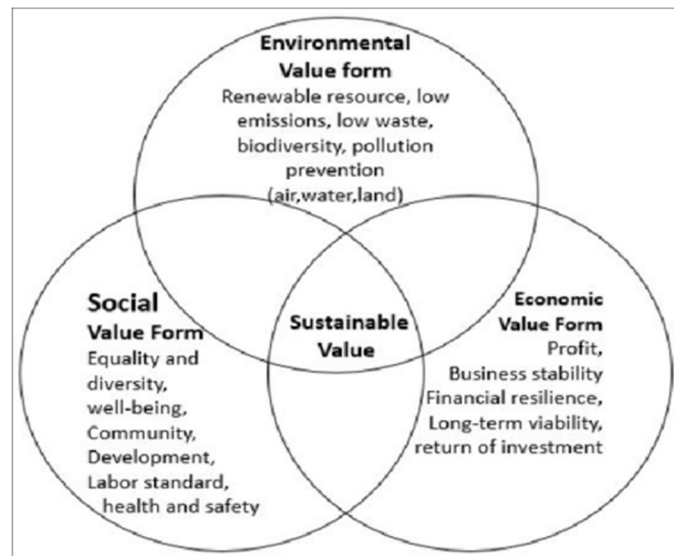 Environmental
Value form
Renewable resource, low
emissions, low waste,
biodiversity, pollution
prevention
(air,water,land)
Social
Value Form
Equality and
diversity,
well-being,
Community,
Development,
Labor standard,
health and safety
Sustainable
Value
Economic
Value Form
Profit,
Business stability
Financial resilience,
Long-term viability,
return of investment